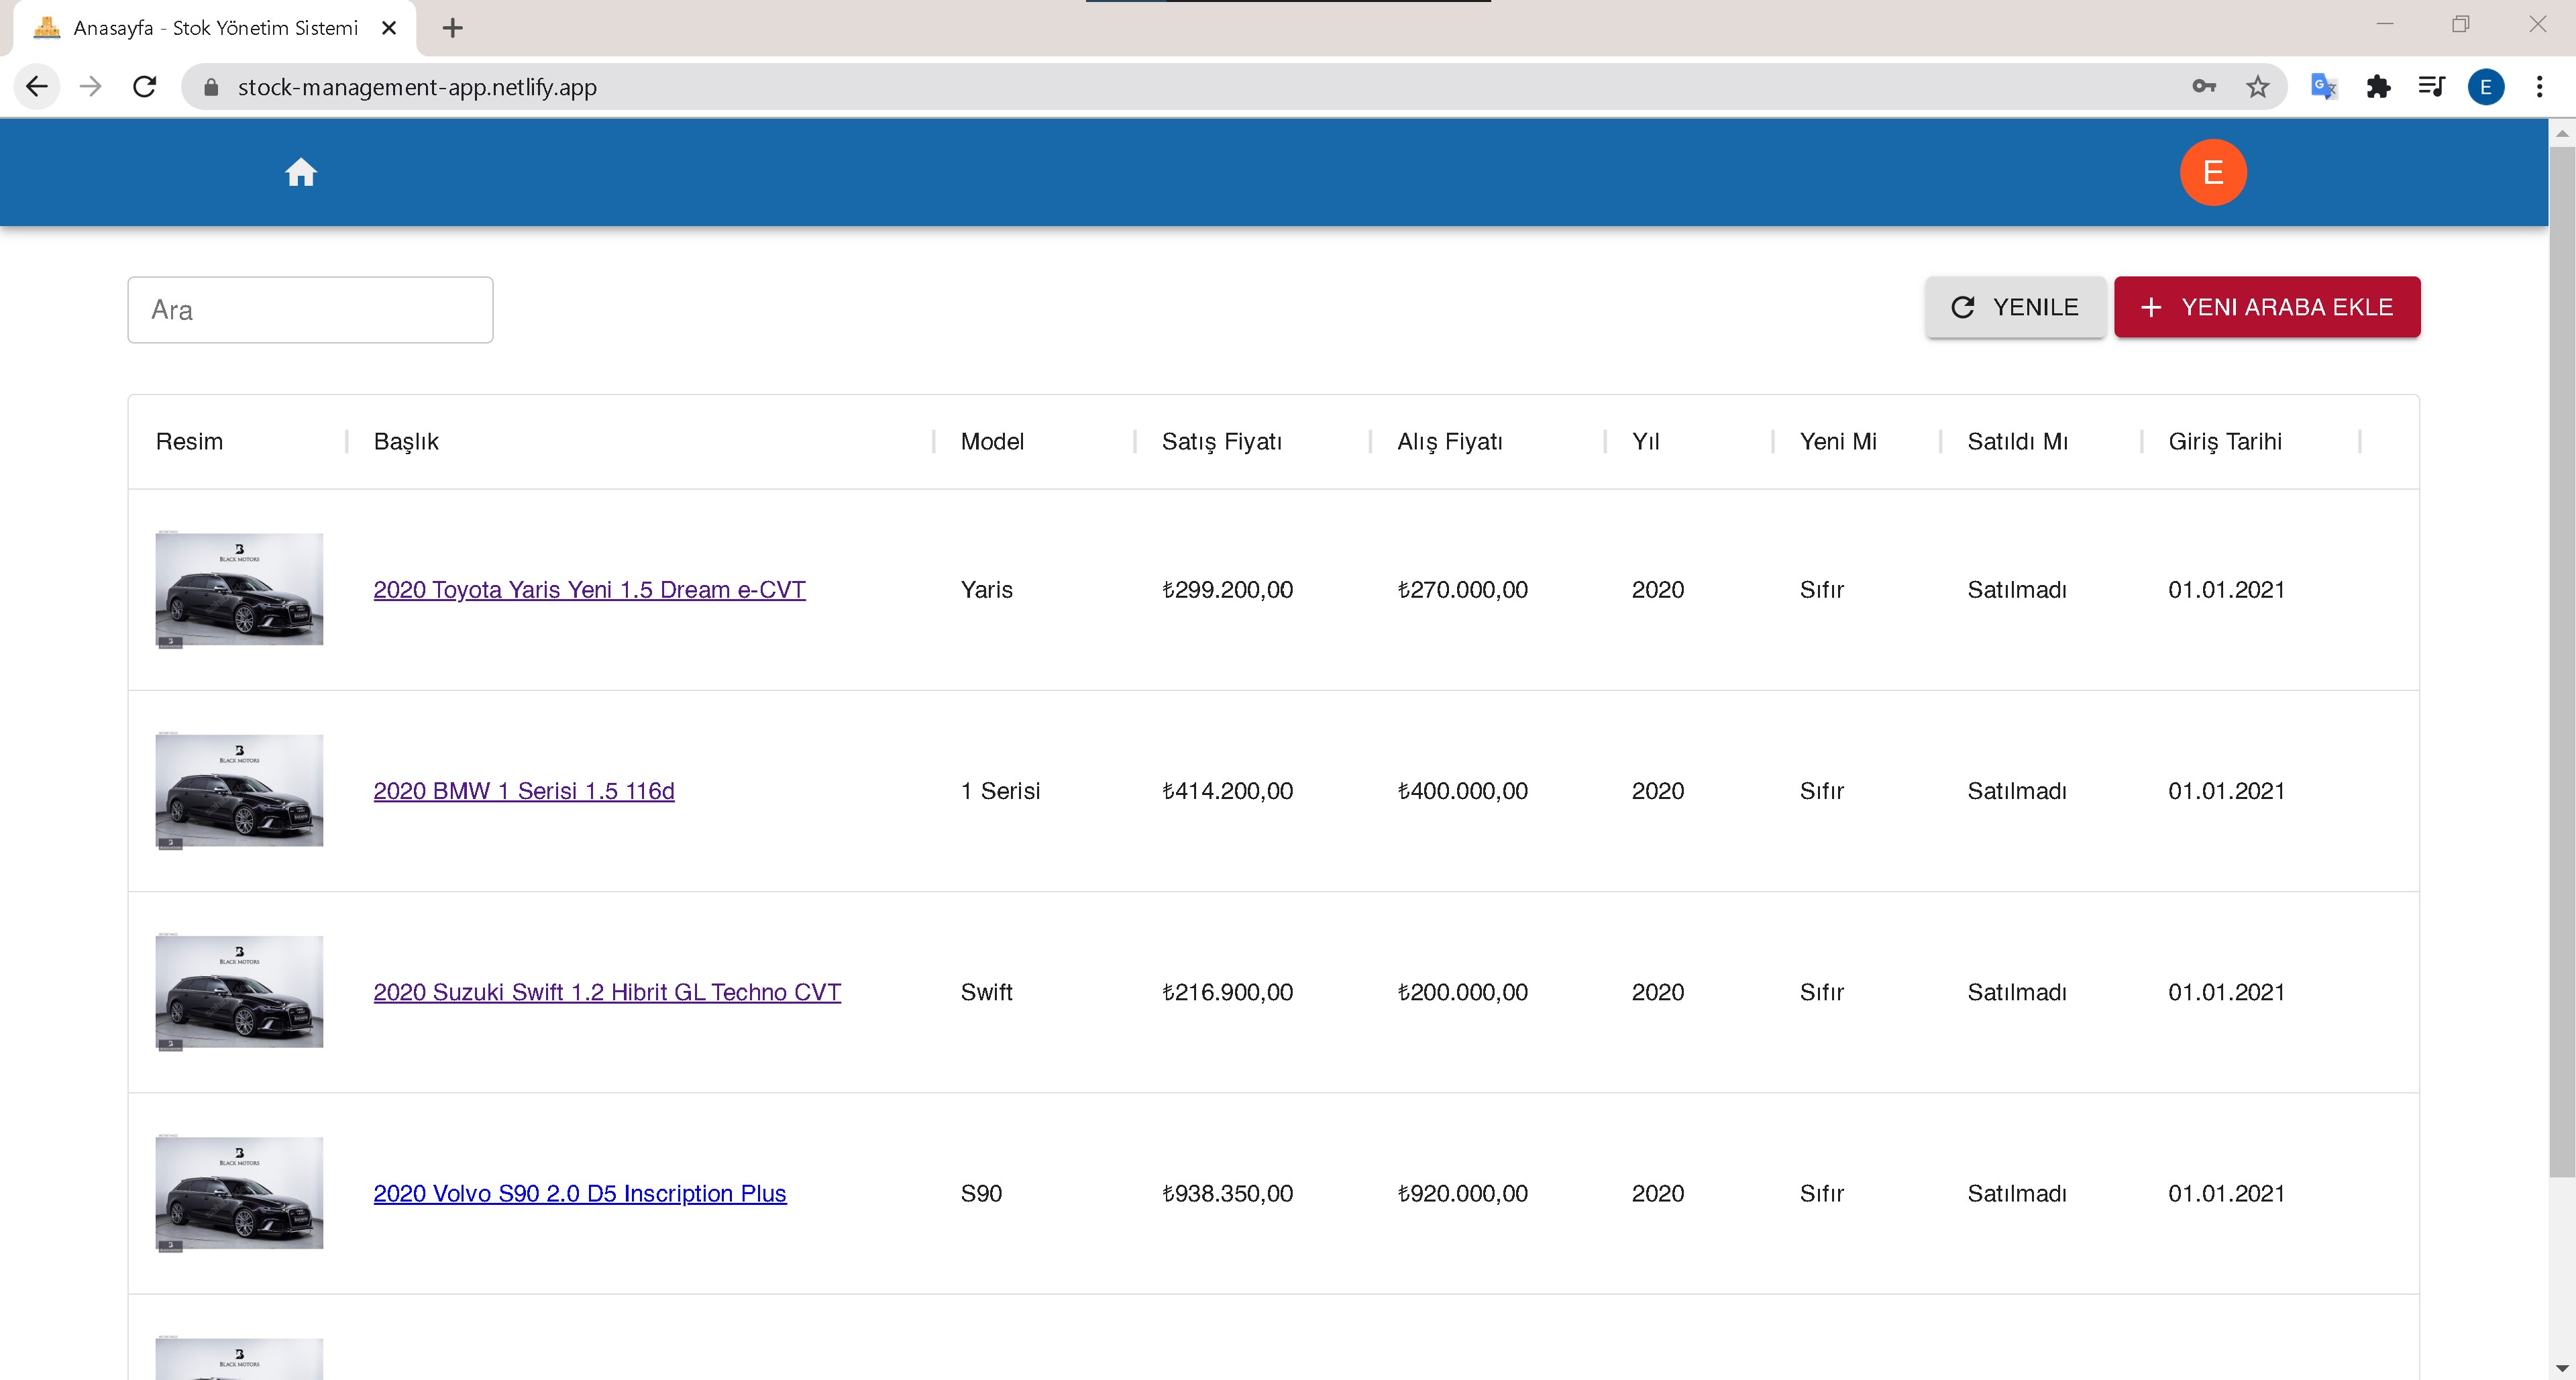 Anasayfa - Stok Yönetim Sistemi
stock-management-app.netlify.app
E
E
Ara
YENILE
YENI ARABA EKLE
Resim Başlık Model Satış Fiyatı Alış Fiyatı Yıl Yeni Mi Satıldı Mı Giriş Tarihi
BLACK MOTORS
2020 Toyota Yaris Yeni 1.5 Dream e-CVT Yaris ₺299.200,00 ₺270.000,00 2020 Sıfır Satılmadı 01.01.2021
BLACK MOTORS
2020 BMW 1 Serisi 1.5 116d 1 Serisi ₺414.200,00 ₺400.000,00 2020 Sıfır Satılmadı 01.01.2021
BLACK MOTORS
2020 Suzuki Swift 1.2 Hibrit GL Techno CVT Swift ₺216.900,00 ₺200.000,00 2020 Sıfır Satılmadı 01.01.2021
BLACK MOTORS
2020 Volvo S90 2.0 D5 Inscription Plus S90 ₺938.350,00 ₺920.000,00 2020 Sıfır Satılmadı 01.01.2021
BLACK MOTORS